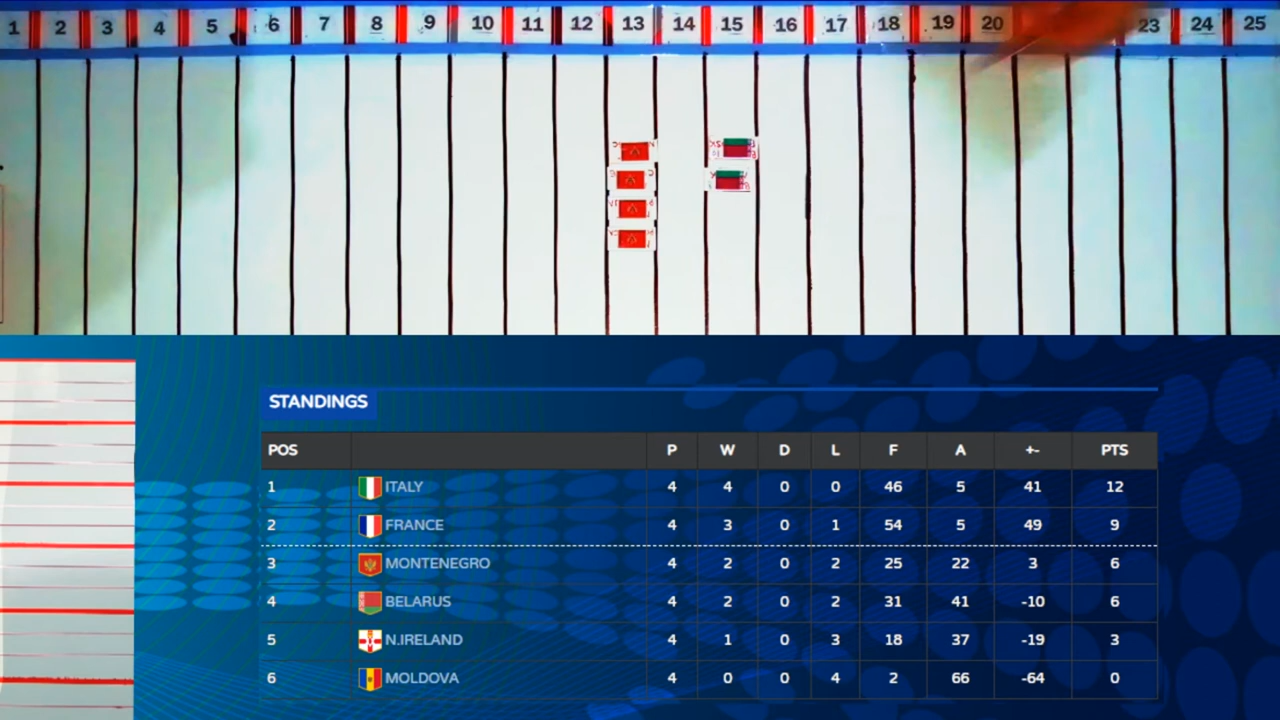 1 2 3 4 5 6 7 8 9 10 11 12 13 14 15 16 17 18 19 20 23 24 25
STANDINGS
POS P W D L F A +- PTS
1 ITALY 4 4 0 0 46 5 41 12
2 FRANCE 4 3 0 1 54 5 49 9
3 MONTENEGRO 4 2 0 2 25 22 3 6
4 BELARUS 4 2 0 2 31 41 -10 6
5 N.IRELAND 4 1 0 3 18 37 -19 3
6 MOLDOVA 4 0 0 4 2 66 -64 0